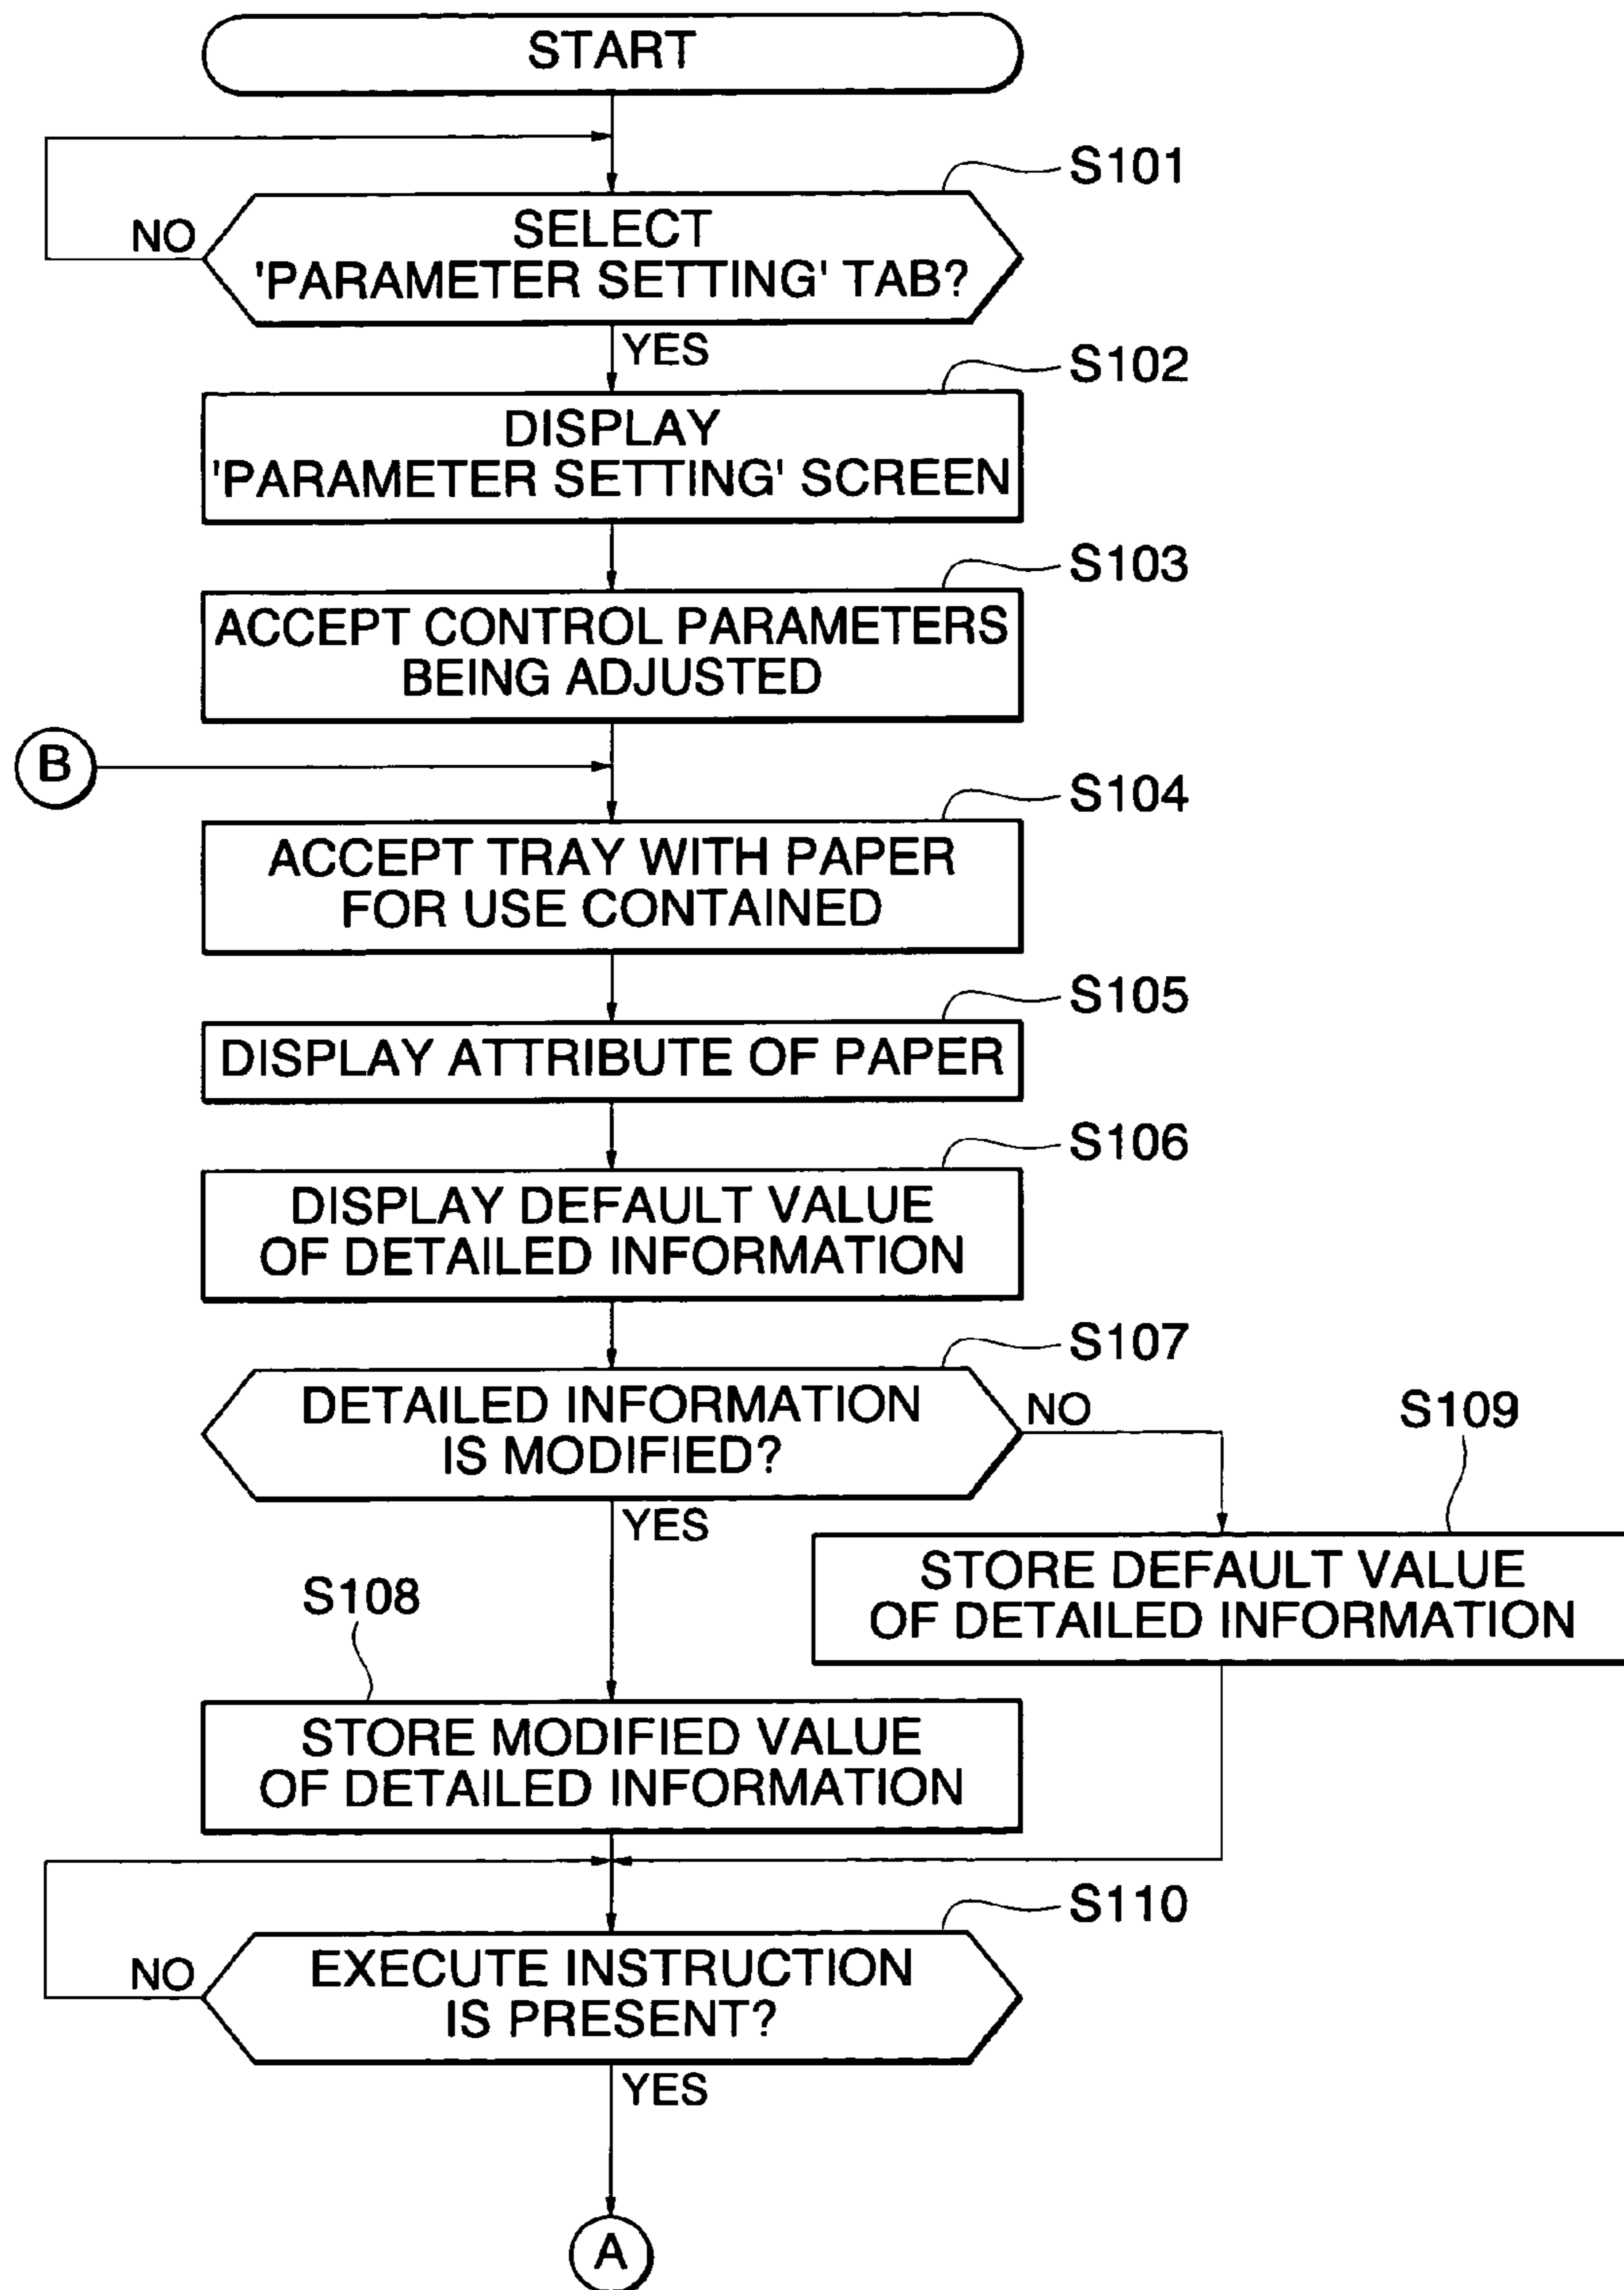 START
S101
NO
SELECT
'PARAMETER SETTING' TAB?
YES
S102
DISPLAY
'PARAMETER SETTING' SCREEN
S103
ACCEPT CONTROL PARAMETERS
BEING ADJUSTED
B
S104
ACCEPT TRAY WITH PAPER
FOR USE CONTAINED
S105
DISPLAY ATTRIBUTE OF PAPER
S106
DISPLAY DEFAULT VALUE
OF DETAILED INFORMATION
S107
DETAILED INFORMATION
IS MODIFIED?
NO
S109
YES
STORE DEFAULT VALUE
OF DETAILED INFORMATION
S108
STORE MODIFIED VALUE
OF DETAILED INFORMATION
S110
NO
EXECUTE INSTRUCTION
IS PRESENT?
YES
A